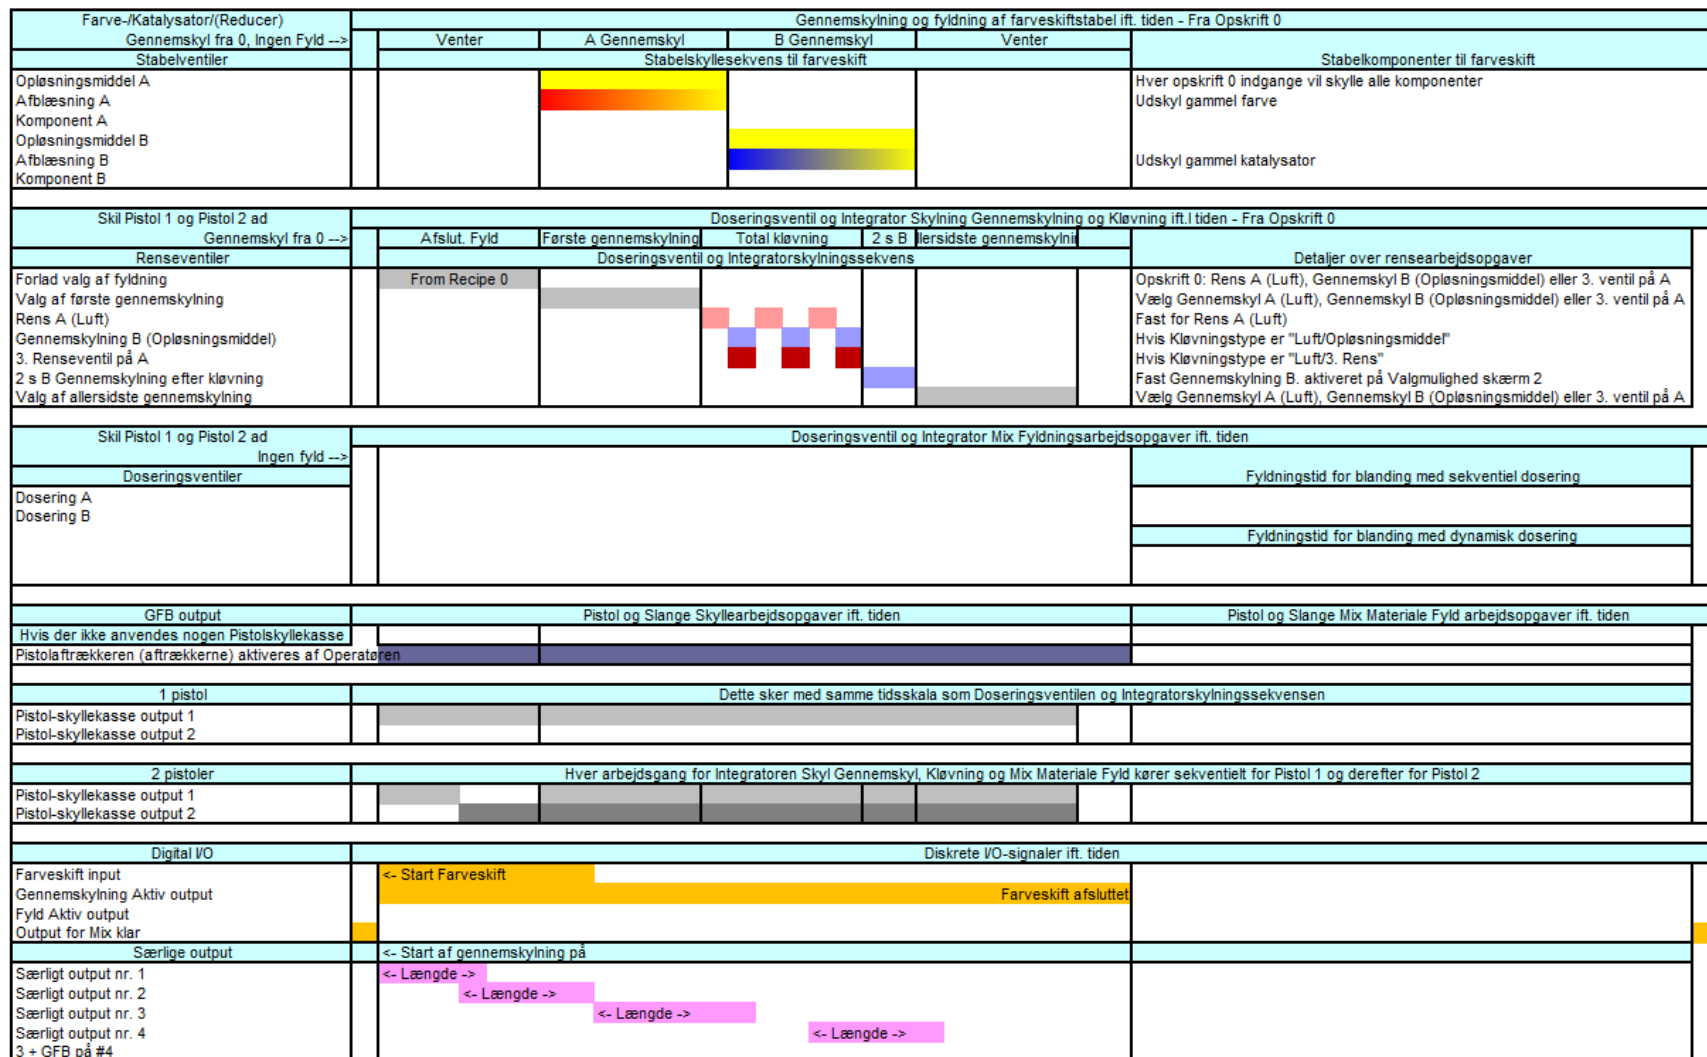 Farve-/Katalysator/(Reducer)
Gennemskylning og fyldning af farveskiftstabel ift. tiden - Fra Opskrift 0
Gennemskyl fra 0, Ingen Fyld -->
Venter
A Gennemskyl
B Gennemskyl
Venter
Stabelventiler
Stabelskyllesekvens til farveskift
Stabelkomponenter til farveskift
Opløsningsmiddel A
Hver opskrift 0 indgange vil skylle alle komponenter
Afblæsning A
Udskyl gammel farve
Komponent A
Opløsningsmiddel B
Afblæsning B
Udskyl gammel katalysator
Komponent B
Skil Pistol 1 og Pistol 2 ad
Doseringsventil og Integrator Skylning Gennemskylning og Kløvning ift.l tiden - Fra Opskrift 0
Gennemskyl fra 0 -->
Afslut. Fyld
Første gennemskylning
Total kløvning
2 s B
llersidste gennemskylnin
Renseventiler
Doseringsventil og Integratorskylningssekvens
Detaljer over rensearbejdsopgaver
Forlad valg af fyldning
From Recipe 0
Opskrift 0: Rens A (Luft), Gennemskyl B (Opløsningsmiddel) eller 3. ventil på A
Valg af første gennemskylning
Vælg Gennemskyl A (Luft), Gennemskyl B (Opløsningsmiddel) eller 3. ventil på A
Rens A (Luft)
Fast for Rens A (Luft)
Gennemskylning B (Opløsningsmiddel)
Hvis Kløvningstype er "Luft/Opløsningsmiddel"
3. Renseventil på A
Hvis Kløvningstype er "Luft/3. Rens"
2 s B Gennemskylning efter kløvning
Fast Gennemskylning B. aktiveret på Valgmulighed skærm 2
Valg af allersidste gennemskylning
Vælg Gennemskyl A (Luft), Gennemskyl B (Opløsningsmiddel) eller 3. ventil på A
Skil Pistol 1 og Pistol 2 ad
Doseringsventil og Integrator Mix Fyldningsarbejdsopgaver ift. tiden
Ingen fyld -->
Doseringsventiler
Fyldningstid for blanding med sekventiel dosering
Dosering A
Dosering B
Fyldningstid for blanding med dynamisk dosering
GFB output
Pistol og Slange Skyllearbejdsopgaver ift. tiden
Pistol og Slange Mix Materiale Fyld arbejdsopgaver ift. tiden
Hvis der ikke anvendes nogen Pistolskyllekasse
Pistolaftrækkeren (aftrækkerne) aktiveres af Operatøren
1 pistol
Dette sker med samme tidsskala som Doseringsventilen og Integratorskylningssekvensen
Pistol-skyllekasse output 1
Pistol-skyllekasse output 2
2 pistoler
Hver arbejdsgang for Integratoren Skyl Gennemskyl, Kløvning og Mix Materiale Fyld kører sekventielt for Pistol 1 og derefter for Pistol 2
Pistol-skyllekasse output 1
Pistol-skyllekasse output 2
Digital I/O
Diskrete I/O-signaler ift. tiden
Farveskift input
<- Start Farveskift
Gennemskylning Aktiv output
Farveskift afsluttet
Fyld Aktiv output
Output for Mix klar
Særlige output
<- Start af gennemskylning på
Særligt output nr. 1
<- Længde ->
Særligt output nr. 2
<- Længde ->
Særligt output nr. 3
<- Længde ->
Særligt output nr. 4
<- Længde ->
3 + GFB på #4